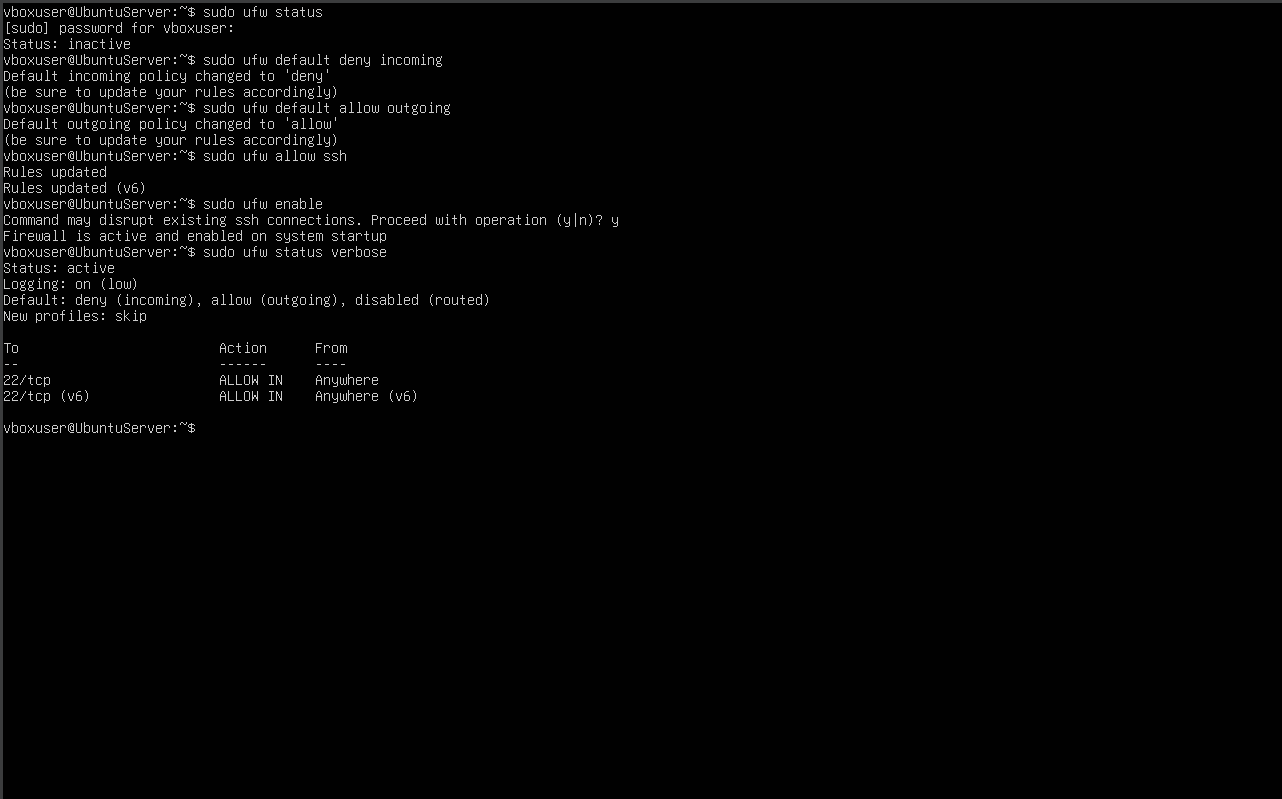 vboxuser@UbuntuServer:~$ sudo ufw status
[sudo] password for vboxuser:
Status: inactive
vboxuser@UbuntuServer:~$ sudo ufw default deny incoming
Default incoming policy changed to 'deny'
(be sure to update your rules accordingly)
vboxuser@UbuntuServer:~$ sudo ufw default allow outgoing
Default outgoing policy changed to 'allow'
(be sure to update your rules accordingly)
vboxuser@UbuntuServer:~$ sudo ufw allow ssh
Rules updated
Rules updated (v6)
vboxuser@UbuntuServer:~$ sudo ufw enable
Command may disrupt existing ssh connections. Proceed with operation (y|n)? y
Firewall is active and enabled on system startup
vboxuser@UbuntuServer:~$ sudo ufw status verbose
Status: active
Logging: on (low)
Default: deny (incoming), allow (outgoing), disabled (routed)
New profiles: skip

To                         Action      From
--                         ------      ----
22/tcp                     ALLOW IN    Anywhere
22/tcp (v6)                ALLOW IN    Anywhere (v6)

vboxuser@UbuntuServer:~$